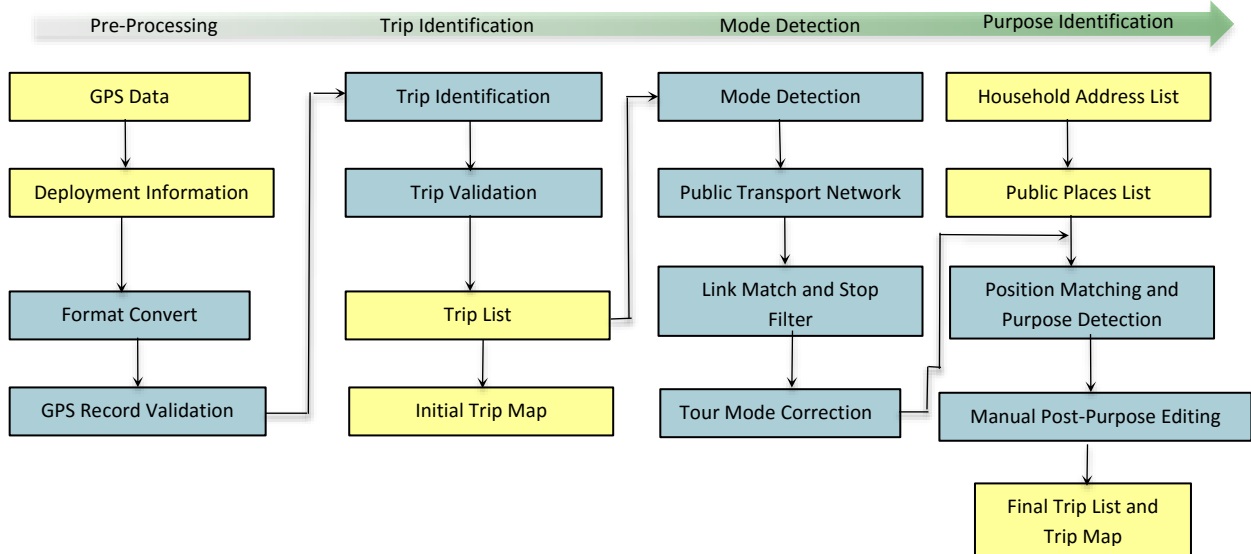 Pre-Processing
Trip Identification
Mode Detection
Purpose Identification
GPS Data
Deployment Information
Format Convert
GPS Record Validation
Trip Identification
Trip Validation
Trip List
Initial Trip Map
Mode Detection
Public Transport Network
Link Match and Stop
Filter
Tour Mode Correction
Household Address List
Public Places List
Position Matching and
Purpose Detection
Manual Post-Purpose Editing
Final Trip List and
Trip Map